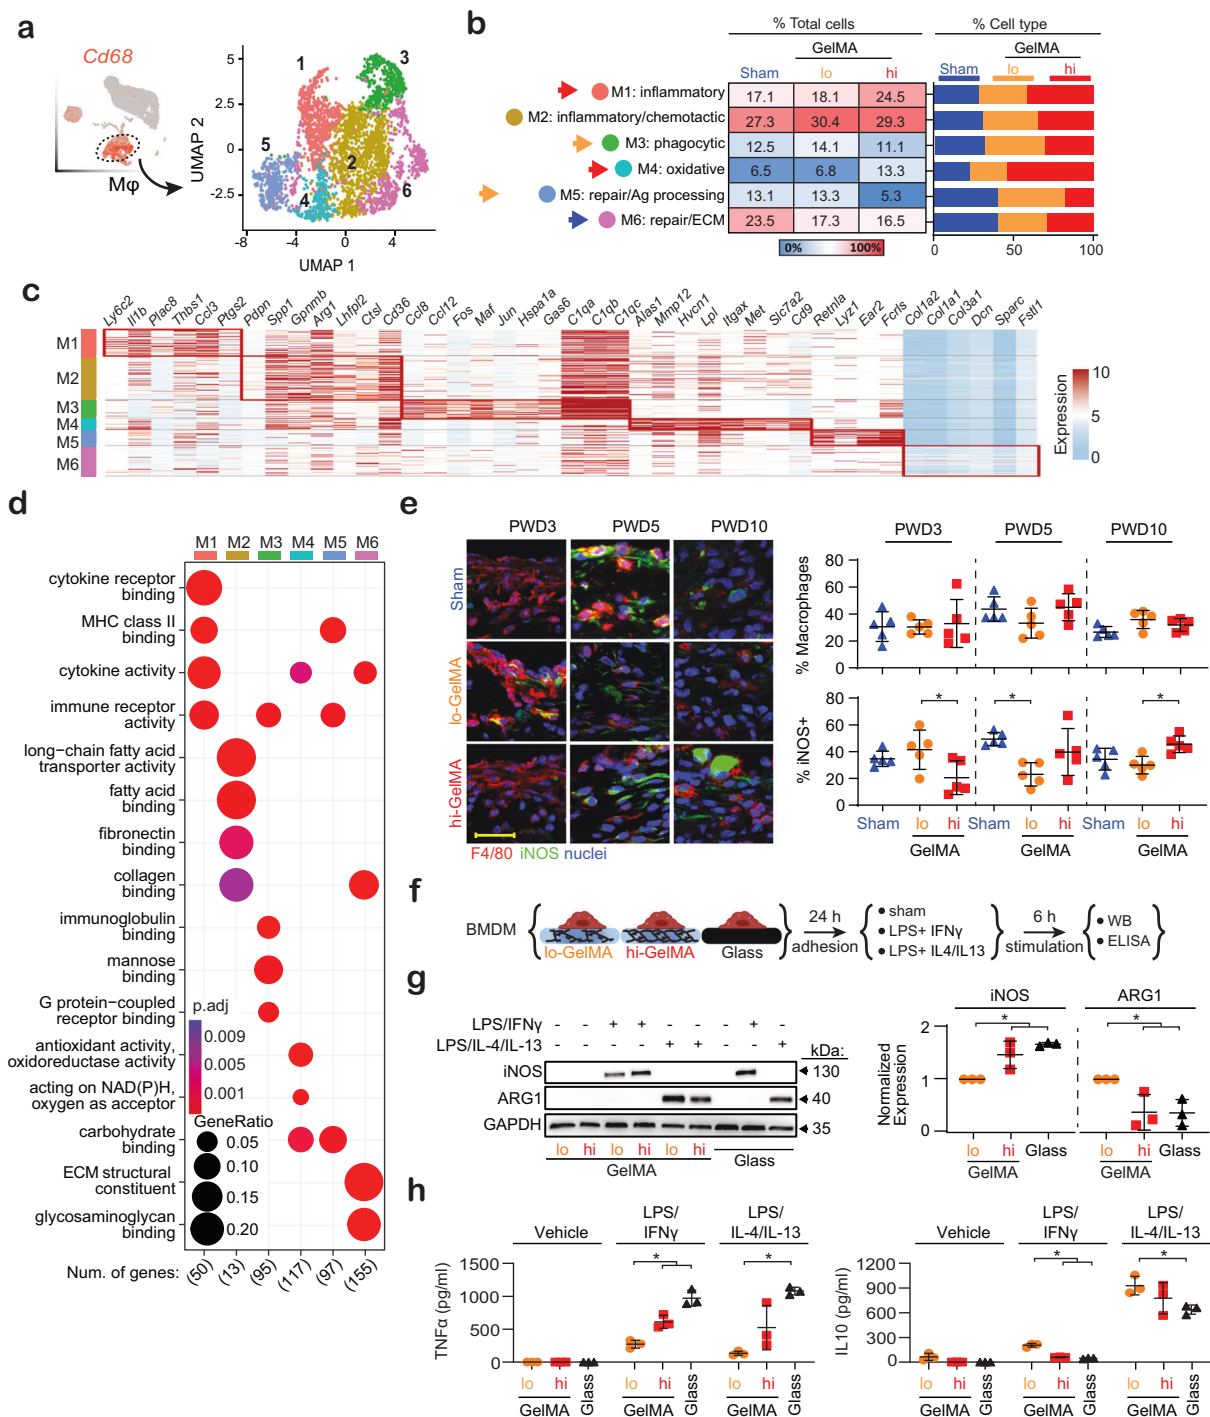 a
Cd68
Mφ
UMAP 2
5
2.5
0
-2.5
-8
-4
0
4
UMAP 1
1
3
5
2
4
6
b
% Total cells
% Cell type
GelMA
GelMA
Sham
lo
hi
Sham
lo
hi
M1: inflammatory
17.1
18.1
24.5
M2: inflammatory/chemotactic
27.3
30.4
29.3
M3: phagocytic
12.5
14.1
11.1
M4: oxidative
6.5
6.8
13.3
M5: repair/Ag processing
13.1
13.3
5.3
M6: repair/ECM
23.5
17.3
16.5
0%
100%
0
50
100
c
Ly6c2
Il1b
Plac8
Thbs1
Ccl3
Ptgs2
Pdpn
Spp1
Gpnmb
Arg1
Lhfpl2
Ctsl
Cd36
Ccl8
Ccl12
Fos
Maf
Jun
Hspa1a
Gas6
C1qa
C1qb
C1qc
Alas1
Mmp12
Hvcn1
Lpl
Itgax
Met
Slc7a2
Cd9
Retnla
Lyz1
Ear2
Fcrls
Col1a2
Col1a1
Col3a1
Dcn
Sparc
Fstl1
M1
M2
M3
M4
M5
M6
Expression
10
5
0
d
M1
M2
M3
M4
M5
M6
cytokine receptor
binding
MHC class II
binding
cytokine activity
immune receptor
activity
long−chain fatty acid
transporter activity
fatty acid
binding
fibronectin
binding
collagen
binding
immunoglobulin
binding
mannose
binding
G protein−coupled
receptor binding
antioxidant activity,
oxidoreductase activity
acting on NAD(P)H,
oxygen as acceptor
carbohydrate
binding
ECM structural
constituent
glycosaminoglycan
binding
p.adj
0.009
0.005
0.001
GeneRatio
0.05
0.10
0.15
0.20
Num. of genes:
(50)
(13)
(95)
(117)
(97)
(155)
e
PWD3
PWD5
PWD10
Sham
lo-GelMA
hi-GelMA
F4/80 iNOS nuclei
PWD3
PWD5
PWD10
% Macrophages
80
60
40
20
0
% iNOS+
80
60
40
20
0
*
*
*
Sham
lo
hi
Sham
lo
hi
Sham
lo
hi
GelMA
GelMA
GelMA
f
BMDM
lo-GelMA
hi-GelMA
Glass
24 h
adhesion
• sham
• LPS+ IFNγ
• LPS+ IL4/IL13
6 h
stimulation
• WB
• ELISA
g
LPS/IFNγ
- - + + - - - + -
LPS/IL-4/IL-13
- - - - + + - - +
kDa:
iNOS
130
ARG1
40
GAPDH
35
lo
hi
lo
hi
lo
hi
GelMA
Glass
iNOS
ARG1
Normalized
Expression
2
1
0
*
*
lo
hi
Glass
lo
hi
Glass
GelMA
GelMA
h
Vehicle
LPS/
IFNγ
LPS/
IL-4/IL-13
TNFα (pg/ml)
1500
1000
500
0
*
*
lo
hi
Glass
lo
hi
Glass
lo
hi
Glass
GelMA
GelMA
GelMA
Vehicle
LPS/
IFNγ
LPS/
IL-4/IL-13
IL10 (pg/ml)
1200
900
600
300
0
*
*
lo
hi
Glass
lo
hi
Glass
lo
hi
Glass
GelMA
GelMA
GelMA